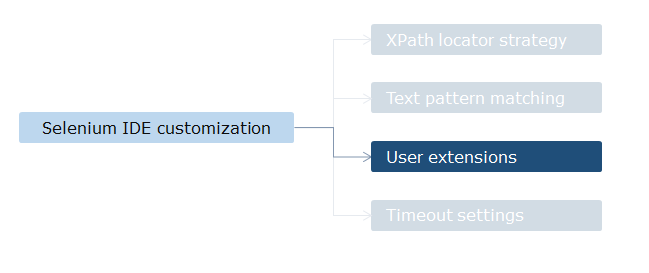 XPath locator strategy
Text pattern matching
Selenium IDE customization
User extensions
Timeout settings